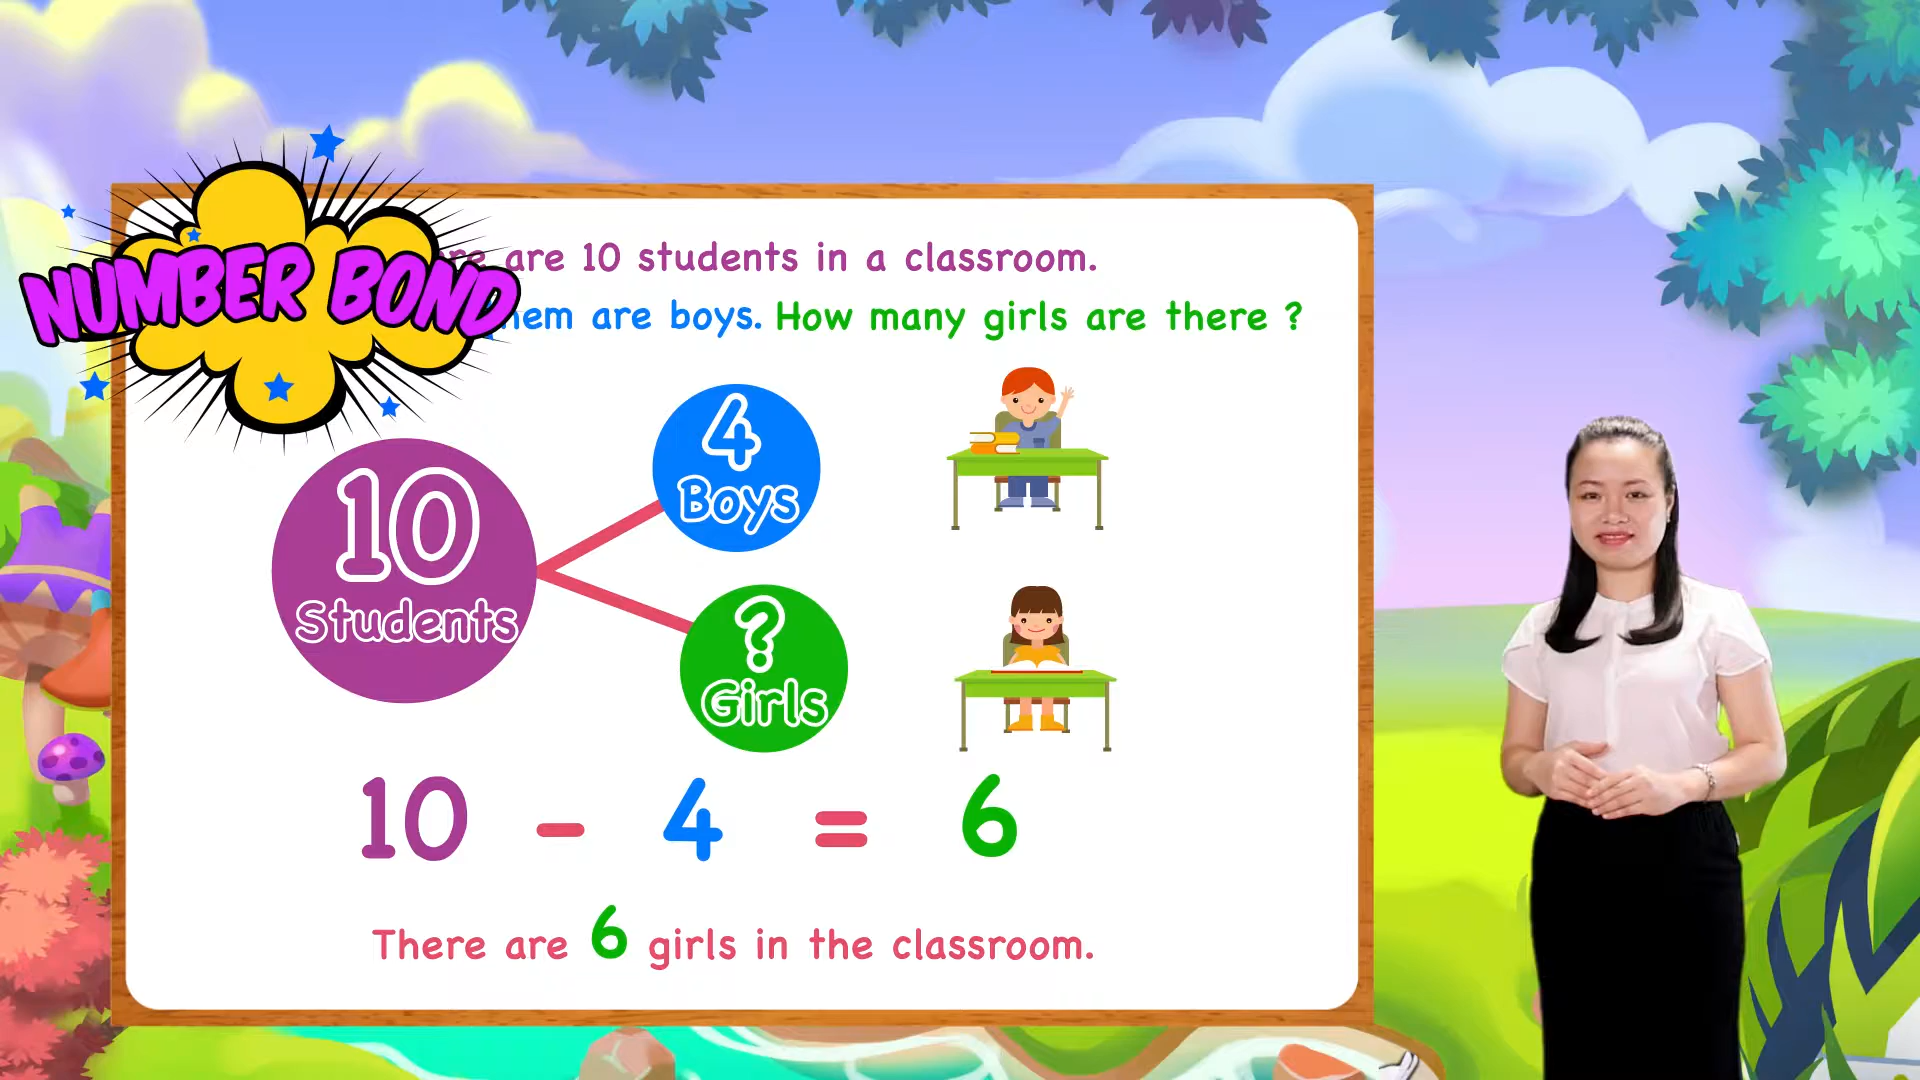 NUMBER BOND
are 10 students in a classroom.
are boys. How many girls are there ?
4
Boys
10
Students
?
Girls
10 - 4 = 6
There are 6 girls in the classroom.